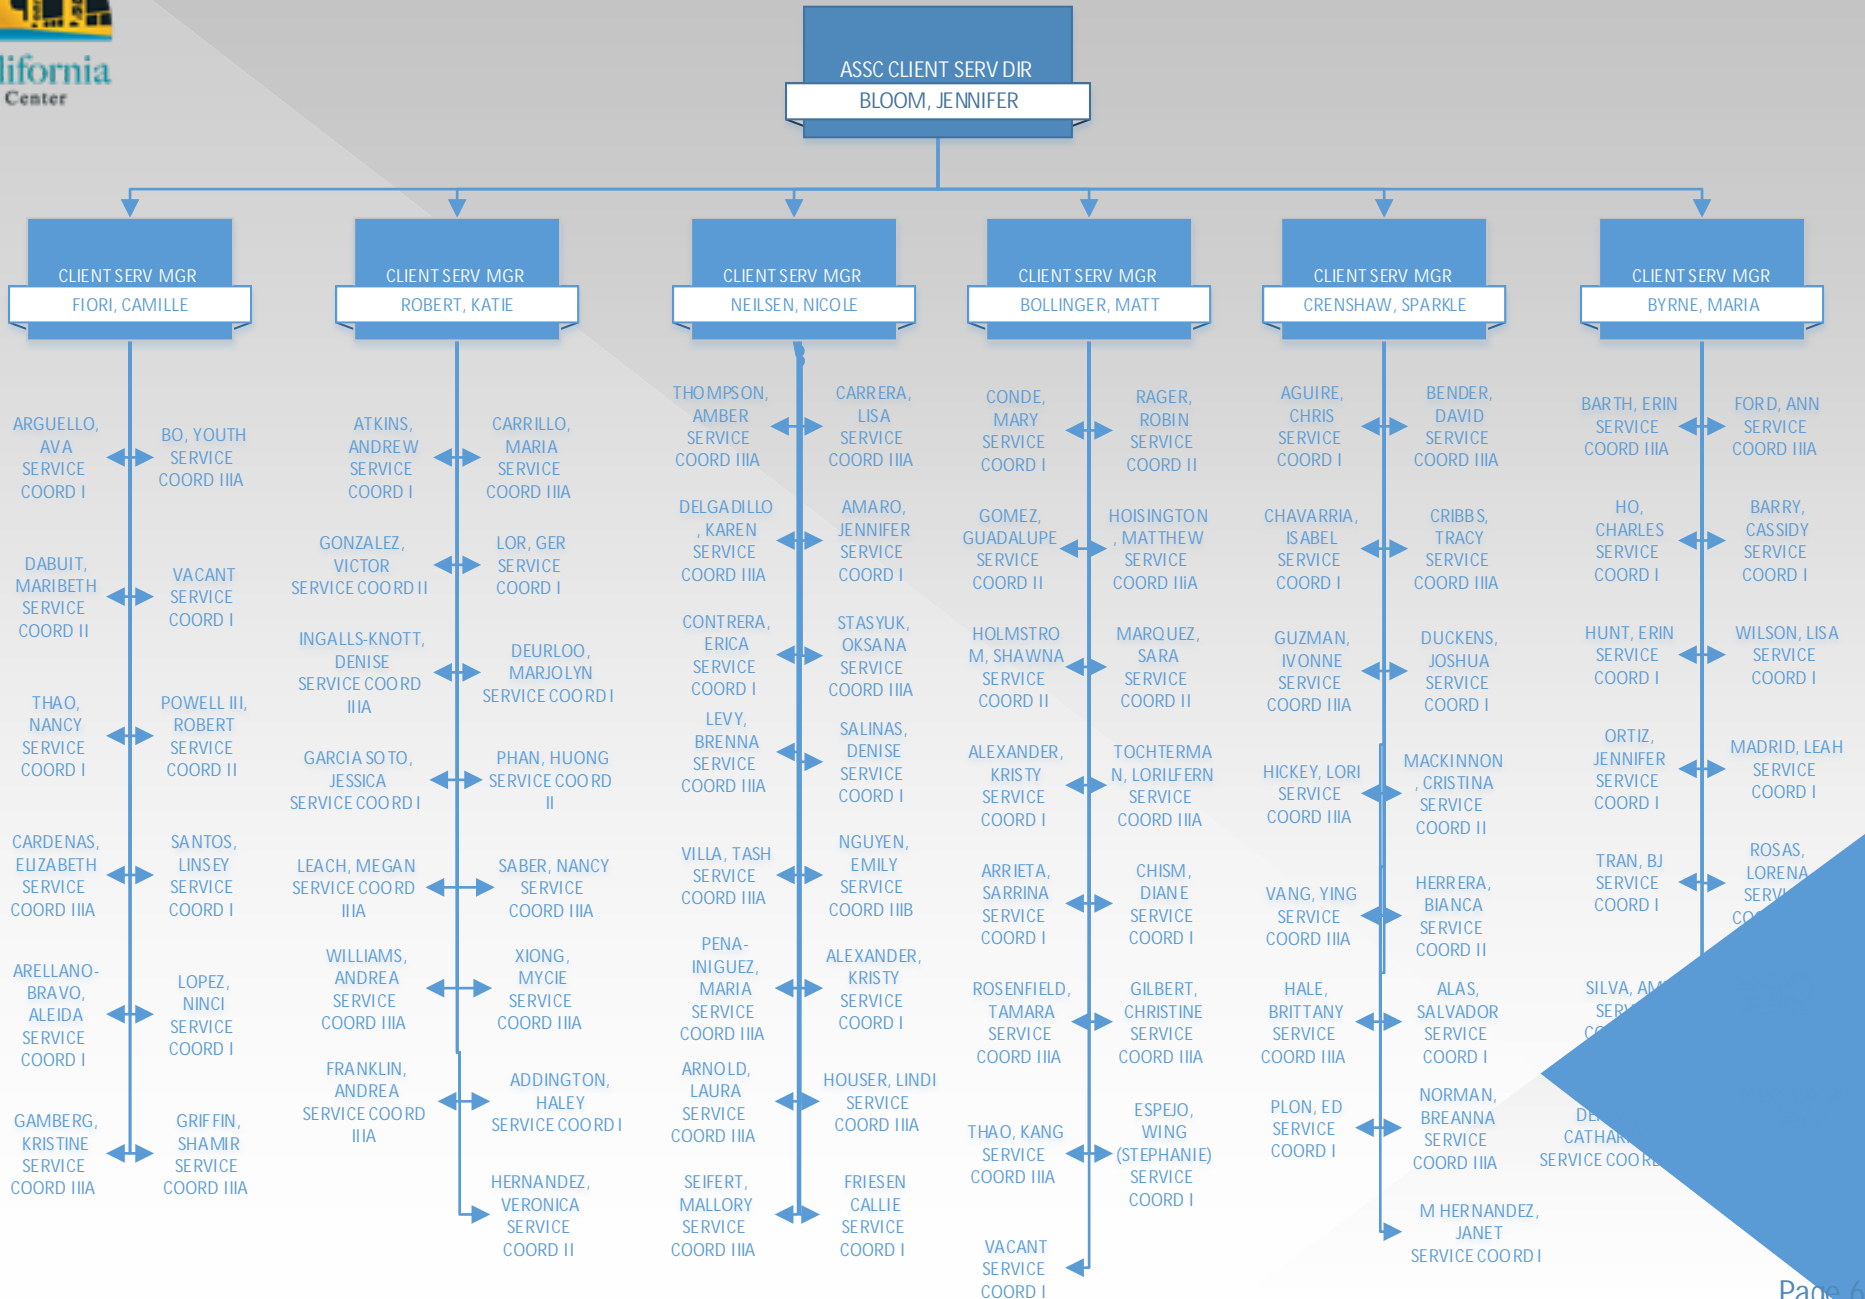 lifornia
Center
ASSC CLIENT SERV DIR
BLOOM, JENNIFER
CLIENT SERV MGR
FIORI, CAMILLE
CLIENT SERV MGR
ROBERT, KATIE
CLIENT SERV MGR
NEILSEN, NICOLE
CLIENT SERV MGR
BOLLINGER, MATT
CLIENT SERV MGR
CRENSHAW, SPARKLE
CLIENT SERV MGR
BYRNE, MARIA
ARGUELLO,
AVA
SERVICE
COORD I
BO, YOUTH
SERVICE
COORD IIIA
DABUIT,
MARIBETH
SERVICE
COORD II
VACANT
SERVICE
COORD I
THAO,
NANCY
SERVICE
COORD I
POWELL III,
ROBERT
SERVICE
COORD II
CARDENAS,
ELIZABETH
SERVICE
COORD IIIA
SANTOS,
LINSEY
SERVICE
COORD I
ARELLANO-
BRAVO,
ALEIDA
SERVICE
COORD I
LOPEZ,
NINCI
SERVICE
COORD I
GAMBERG,
KRISTINE
SERVICE
COORD IIIA
GRIFFIN,
SHAMIR
SERVICE
COORD IIIA
ATKINS,
ANDREW
SERVICE
COORD I
CARRILLO,
MARIA
SERVICE
COORD IIIA
GONZALEZ,
VICTOR
SERVICE COORD II
LOR, GER
SERVICE
COORD I
INGALLS-KNOTT,
DENISE
SERVICE COORD
IIIA
DEURLOO,
MARJOLYN
SERVICE COORD I
GARCIA SOTO,
JESSICA
SERVICE COORD I
PHAN, HUONG
SERVICE COORD
II
LEACH, MEGAN
SERVICE COORD
IIIA
SABER, NANCY
SERVICE
COORD IIIA
WILLIAMS,
ANDREA
SERVICE
COORD IIIA
XIONG,
MYCIE
SERVICE
COORD IIIA
FRANKLIN,
ANDREA
SERVICE COORD
IIIA
ADDINGTON,
HALEY
SERVICE COORD I
HERNANDEZ,
VERONICA
SERVICE
COORD II
THOMPSON,
AMBER
SERVICE
COORD IIIA
CARRERA,
LISA
SERVICE
COORD IIIA
DELGADILLO
, KAREN
SERVICE
COORD IIIA
AMARO,
JENNIFER
SERVICE
COORD I
CONTRERA,
ERICA
SERVICE
COORD I
STASYUK,
OKSANA
SERVICE
COORD IIIA
LEVY,
BRENNA
SERVICE
COORD IIIA
SALINAS,
DENISE
SERVICE
COORD I
VILLA, TASH
SERVICE
COORD IIIA
NGUYEN,
EMILY
SERVICE
COORD IIIB
PENA-
INIGUEZ,
MARIA
SERVICE
COORD IIIA
ALEXANDER,
KRISTY
SERVICE
COORD I
ARNOLD,
LAURA
SERVICE
COORD IIIA
HOUSER, LINDI
SERVICE
COORD IIIA
SEIFERT,
MALLORY
SERVICE
COORD IIIA
FRIESEN
CALLIE
SERVICE
COORD I
CONDE,
MARY
SERVICE
COORD I
RAGER,
ROBIN
SERVICE
COORD II
GOMEZ,
GUADALUPE
SERVICE
COORD II
HOISINGTON
, MATTHEW
SERVICE
COORD IIiA
HOLMSTRO
M, SHAWNA
SERVICE
COORD II
MARQUEZ,
SARA
SERVICE
COORD II
ALEXANDER,
KRISTY
SERVICE
COORD I
TOCHTERMA
N, LORILFERN
SERVICE
COORD IIIA
ARRIETA,
SARRINA
SERVICE
COORD I
CHISM,
DIANE
SERVICE
COORD I
ROSENFIELD,
TAMARA
SERVICE
COORD IIIA
GILBERT,
CHRISTINE
SERVICE
COORD IIIA
THAO, KANG
SERVICE
COORD IIIA
ESPEJO,
WING
(STEPHANIE)
SERVICE
COORD I
VACANT
SERVICE
COORD I
AGUIRE,
CHRIS
SERVICE
COORD I
BENDER,
DAVID
SERVICE
COORD IIIA
CHAVARRIA,
ISABEL
SERVICE
COORD I
CRIBBS,
TRACY
SERVICE
COORD IIIA
GUZMAN,
IVONNE
SERVICE
COORD IIIA
DUCKENS,
JOSHUA
SERVICE
COORD I
HICKEY, LORI
SERVICE
COORD IIIA
MACKINNON
, CRISTINA
SERVICE
COORD II
VANG, YING
SERVICE
COORD IIIA
HERRERA,
BIANCA
SERVICE
COORD II
HALE,
BRITTANY
SERVICE
COORD IIIA
ALAS,
SALVADOR
SERVICE
COORD I
PLON, ED
SERVICE
COORD I
NORMAN,
BREANNA
SERVICE
COORD IIIA
M HERNANDEZ,
JANET
SERVICE COORD I
BARTH, ERIN
SERVICE
COORD IIIA
FORD, ANN
SERVICE
COORD IIIA
HO,
CHARLES
SERVICE
COORD I
BARRY,
CASSIDY
SERVICE
COORD I
HUNT, ERIN
SERVICE
COORD I
WILSON, LISA
SERVICE
COORD I
ORTIZ,
JENNIFER
SERVICE
COORD I
MADRID, LEAH
SERVICE
COORD I
TRAN, BJ
SERVICE
COORD I
ROSAS,
LORENA
SILVA,
SERVICE
Page 6